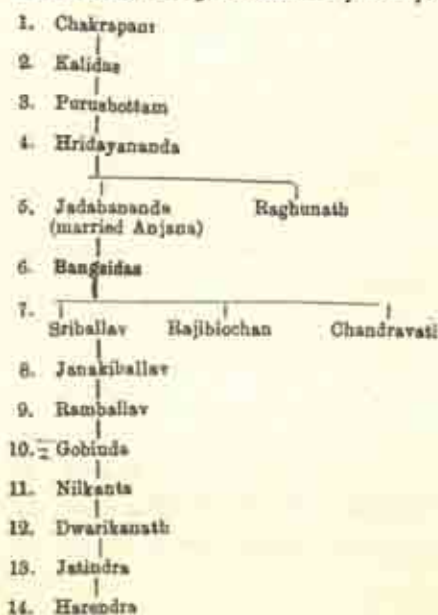 1. Chakrapani
2. Kalidas
3. Purushottam
4. Hridayananda
5. Jadabananda Raghunath
(married Anjana)
6. Bangsidas
7.
Sriballav Rajiblochan Chandravati
8. Janakiballav
9. Ramballav
10. Gobinda
11. Nilkanta
12. Dwarikanath
13. Jatindra
14. Harendra